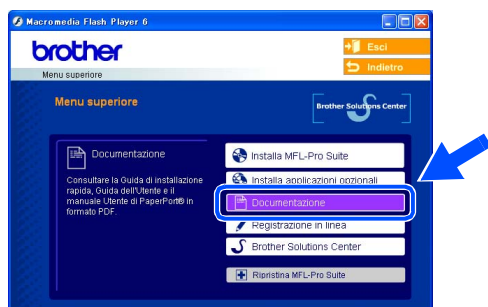 Macromedia Flash Player 6
brother
Esci
Indietro
Menu superiore
Menu superiore
Brother Solutions Center
Documentazione
Consultare la Guida di installazione
rapida, Guida dell'Utente e il
manuale Utente di PaperPort® in
formato PDF.
Installa MFL-Pro Suite
Installa applicazioni opzionali
Documentazione
Registrazione in linea
Brother Solutions Center
Ripristina MFL-Pro Suite